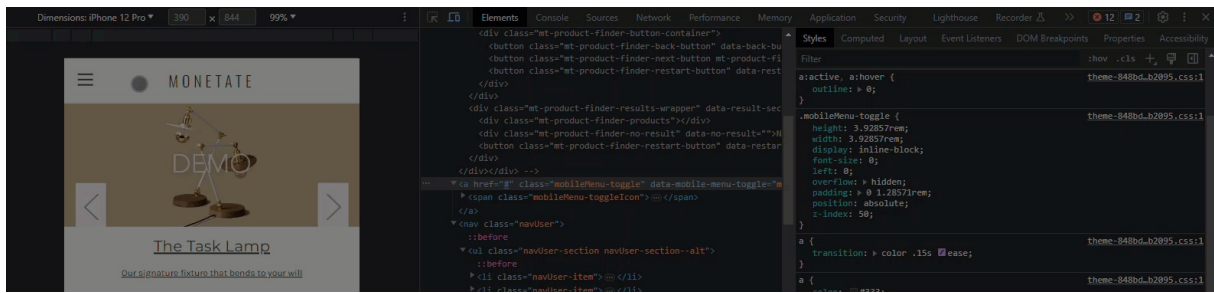 Dimensions: iPhone 12 Pro ▼ 390 x 844 99% ▼
MONETATE
DEMO
The Task Lamp
Our signature fixture that bends to your will
Elements Console Sources Network Performance Memory Application Security Lighthouse Recorder >> 12 2
<div class="mt-product-finder-button-container">
<button class="mt-product-finder-back-button" data-back-bu
<button class="mt-product-finder-next-button mt-product-fi
<button class="mt-product-finder-restart-button" data-rest
</div>
</div>
<div class="mt-product-finder-results-wrapper" data-result-sec
<div class="mt-product-finder-products"></div>
<div class="mt-product-finder-no-result" data-no-result="">N
<button class="mt-product-finder-restart-button" data-restar
</div>
</div></div> -->
<a href="#" class="mobileMenu-toggle" data-mobile-menu-toggle="m
<span class="mobileMenu-toggleIcon">…</span>
</a>
<nav class="navUser">
::before
<ul class="navUser-section navUser-section--alt">
::before
<li class="navUser-item">…</li>
<li class="navUser-item">…</li>
Styles Computed Layout Event Listeners DOM Breakpoints Properties Accessibility
Filter :hov .cls +
a:active, a:hover { theme-848bd…b2095.css:1
outline: ▸ 0;
}
.mobileMenu-toggle { theme-848bd…b2095.css:1
height: 3.92857rem;
width: 3.92857rem;
display: inline-block;
font-size: 0;
left: 0;
overflow: ▸ hidden;
padding: ▸ 0 1.28571rem;
position: absolute;
z-index: 50;
}
a { theme-848bd…b2095.css:1
transition: ▸ color .15s ease;
}
a { theme-848bd…b2095.css:1
color: #333;